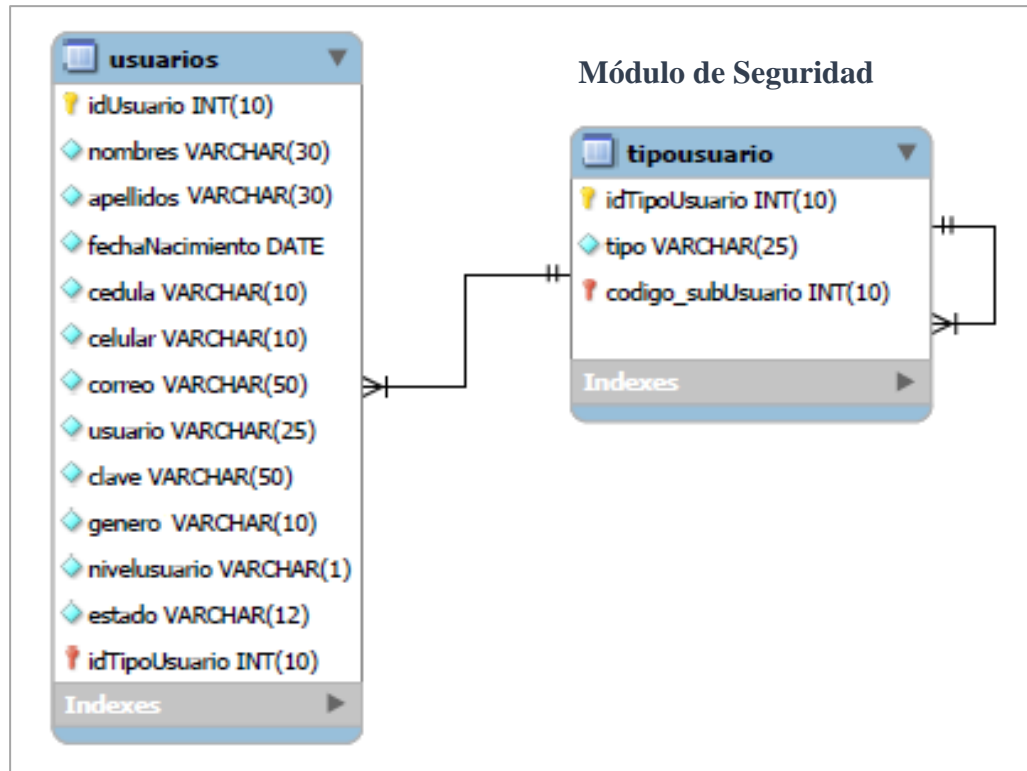 usuarios
idUsuario INT(10)
nombres VARCHAR(30)
apellidos VARCHAR(30)
fechaNacimiento DATE
cedula VARCHAR(10)
celular VARCHAR(10)
correo VARCHAR(50)
usuario VARCHAR(25)
clave VARCHAR(50)
genero VARCHAR(10)
nivelusuario VARCHAR(1)
estado VARCHAR(12)
idTipoUsuario INT(10)
Indexes
Módulo de Seguridad
tipousuario
idTipoUsuario INT(10)
tipo VARCHAR(25)
codigo_subUsuario INT(10)
Indexes